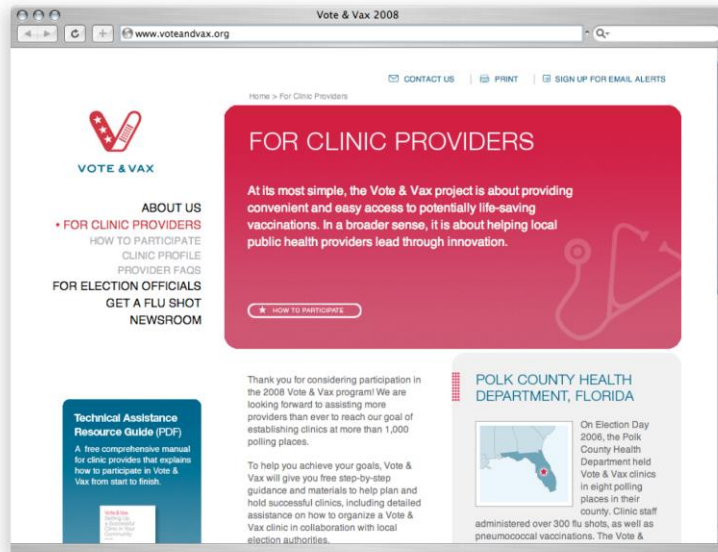 Vote & Vax 2008
www.voteandvax.org
CONTACT US
PRINT
SIGN UP FOR EMAIL ALERTS
Home > For Clinic Providers
VOTE & VAX
ABOUT US
• FOR CLINIC PROVIDERS
HOW TO PARTICIPATE
CLINIC PROFILE
PROVIDER FAQS
FOR ELECTION OFFICIALS
GET A FLU SHOT
NEWSROOM
FOR CLINIC PROVIDERS
At its most simple, the Vote & Vax project is about providing
convenient and easy access to potentially life-saving
vaccinations. In a broader sense, it is about helping local
public health providers lead through innovation.
HOW TO PARTICIPATE
Technical Assistance
Resource Guide (PDF)
A free comprehensive manual
for clinic provides that explains
how to participate in Vote &
Vax from start to finish.
Vote & Vax
Setting Up
a Successful
Clinic in Your
Community
Thank you for considering participation in
the 2008 Vote & Vax program! We are
looking forward to assisting more
providers than ever to reach our goal of
establishing clinics at more than 1,000
polling places.
To help you achieve your goals, Vote &
Vax will give you free step-by-step
guidance and materials to help plan and
hold successful clinics, including detailed
assistance on how to organize a Vote &
Vax clinic in collaboration with local
election authorities.
POLK COUNTY HEALTH
DEPARTMENT, FLORIDA
On Election Day
2006, the Polk
County Health
Department held
Vote & Vax clinics
in eight polling
places in their
county. Clinic staff
administered over 300 flu shots, as well as
pneumococcal vaccinations. The Vote &